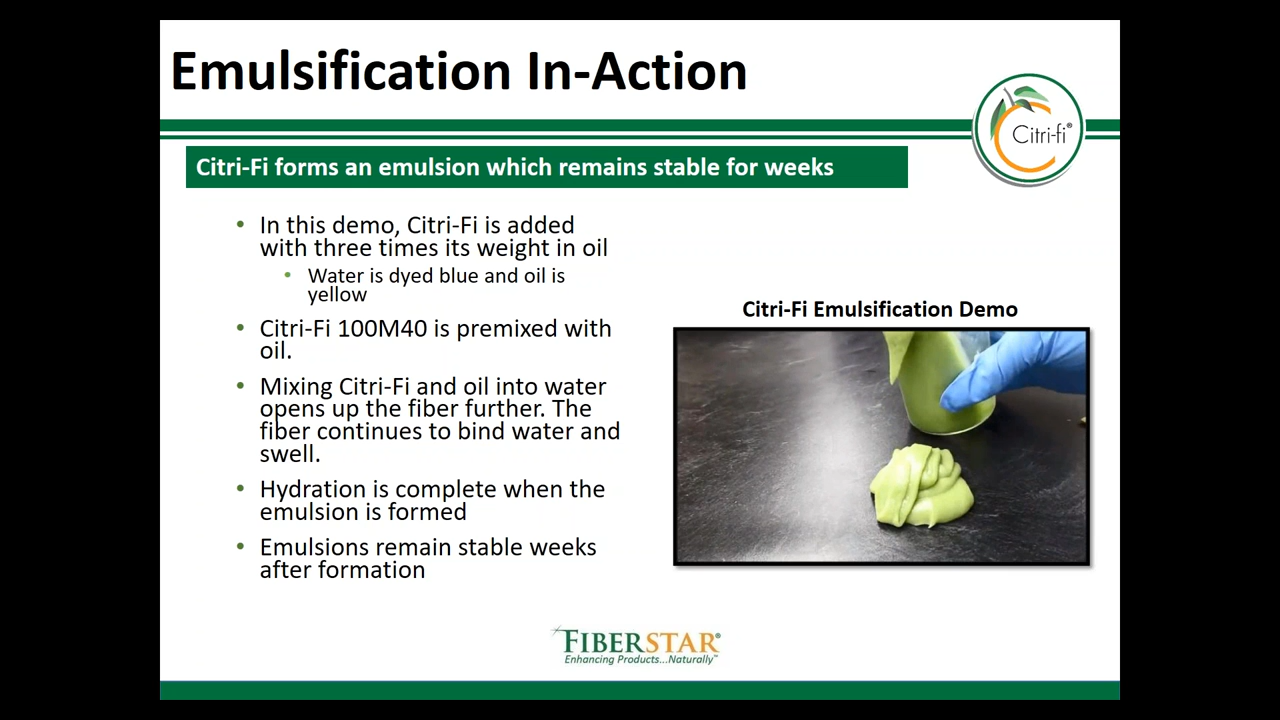 Emulsification In-Action
Citri-fi®
Citri-Fi forms an emulsion which remains stable for weeks
• In this demo, Citri-Fi is added
with three times its weight in oil
• Water is dyed blue and oil is
yellow
• Citri-Fi 100M40 is premixed with
oil.
• Mixing Citri-Fi and oil into water
opens up the fiber further. The
fiber continues to bind water and
swell.
• Hydration is complete when the
emulsion is formed
• Emulsions remain stable weeks
after formation
Citri-Fi Emulsification Demo
FIBERSTAR®
Enhancing Products...Naturally™